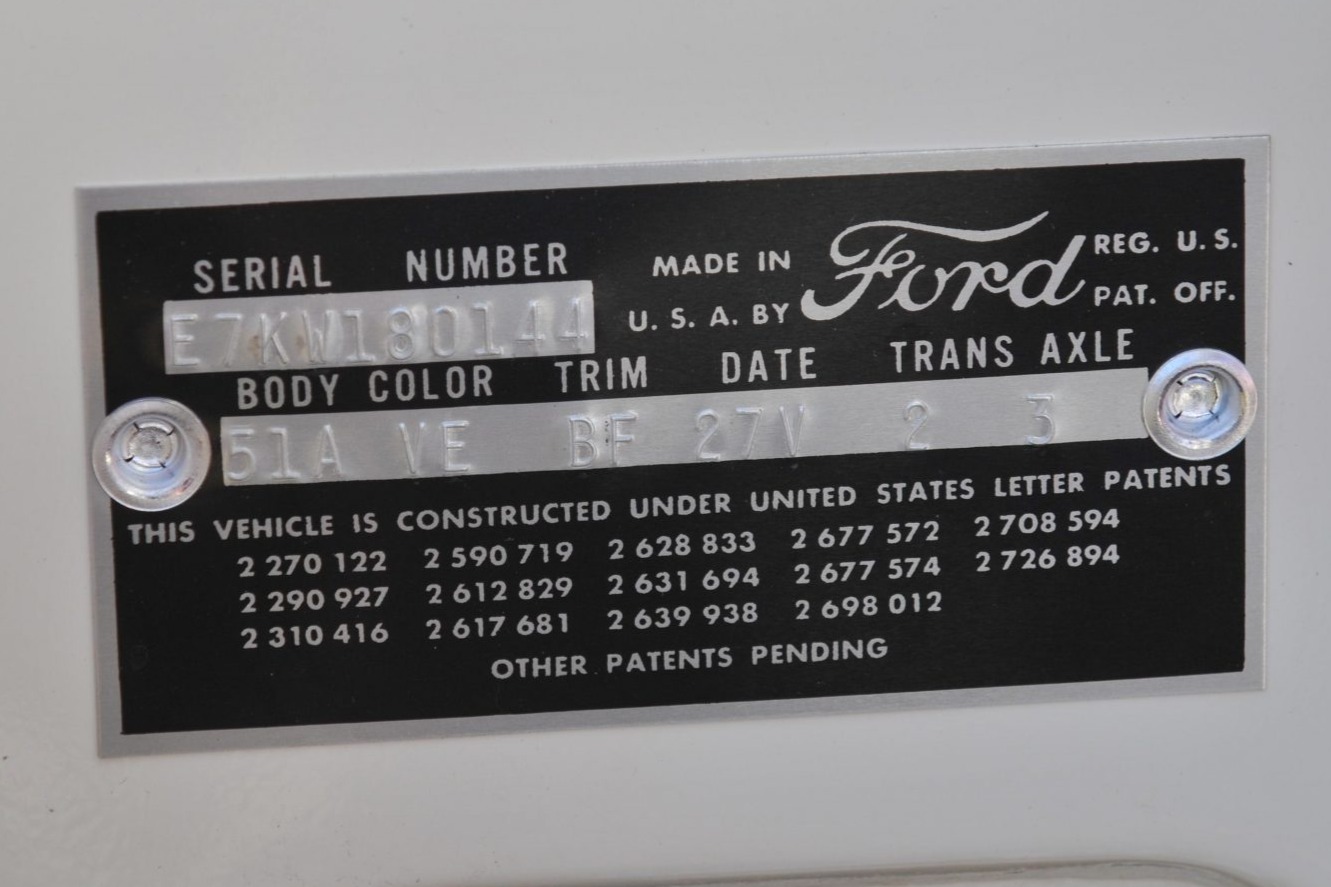 SERIAL NUMBER
E7KW180144
MADE IN
U. S. A. BY
Ford
REG. U. S.
PAT. OFF.
BODY COLOR TRIM DATE TRANS AXLE
51A VE BF 27V 2 3
THIS VEHICLE IS CONSTRUCTED UNDER UNITED STATES LETTER PATENTS
2 270 122 2 590 719 2 628 833 2 677 572 2 708 594
2 290 927 2 612 829 2 631 694 2 677 574 2 726 894
2 310 416 2 617 681 2 639 938 2 698 012
OTHER PATENTS PENDING